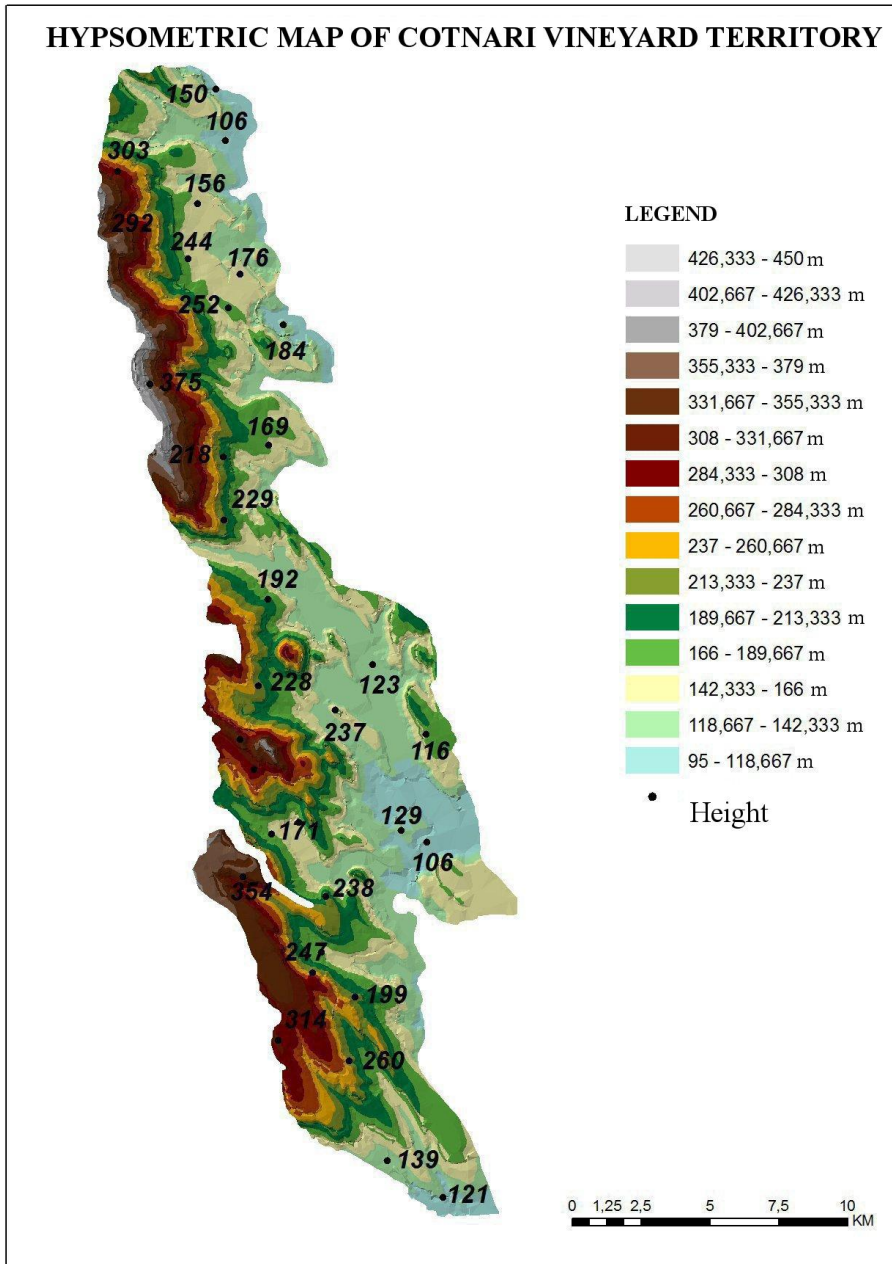 HYPSOMETRIC MAP OF COTNARI VINEYARD TERRITORY
150
106
303
156
292
244
176
252
184
375
169
218
229
192
123
228
237
116
129
171
106
354
238
247
199
314
260
139
121
LEGEND
426,333 - 450 m
402,667 - 426,333 m
379 - 402,667 m
355,333 - 379 m
331,667 - 355,333 m
308 - 331,667 m
284,333 - 308 m
260,667 - 284,333 m
237 - 260,667 m
213,333 - 237 m
189,667 - 213,333 m
166 - 189,667 m
142,333 - 166 m
118,667 - 142,333 m
95 - 118,667 m
Height
0 1,25 2,5 5 7,5 10
KM